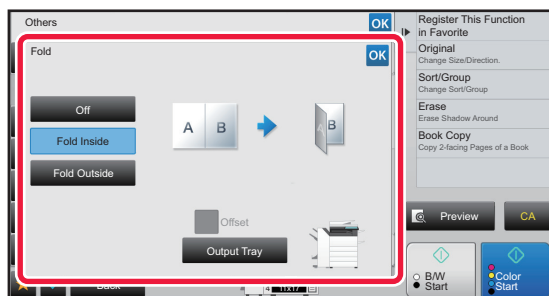 Others
OK
Fold
OK
Off
Fold Inside
Fold Outside
A B
A B
Offset
Output Tray
Back
4 11X17
Register This Function
in Favorite
Original
Change Size/Direction.
Sort/Group
Change Sort/Group
Erase
Erase Shadow Around
Book Copy
Copy 2-facing Pages of a Book
Preview
CA
B/W
Start
Color
Start